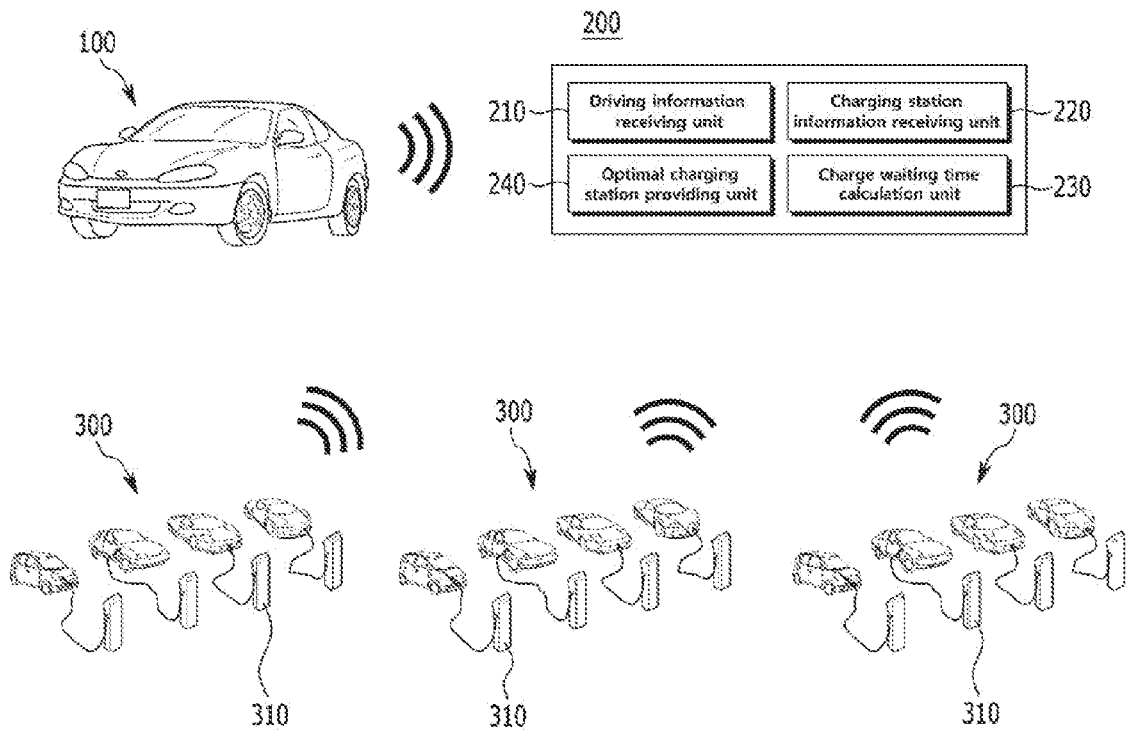 200
100
210
Driving information
receiving unit
Charging station
information receiving unit
220
240
Optimal charging
station providing unit
Charge waiting time
calculation unit
230
300
300
300
310
310
310